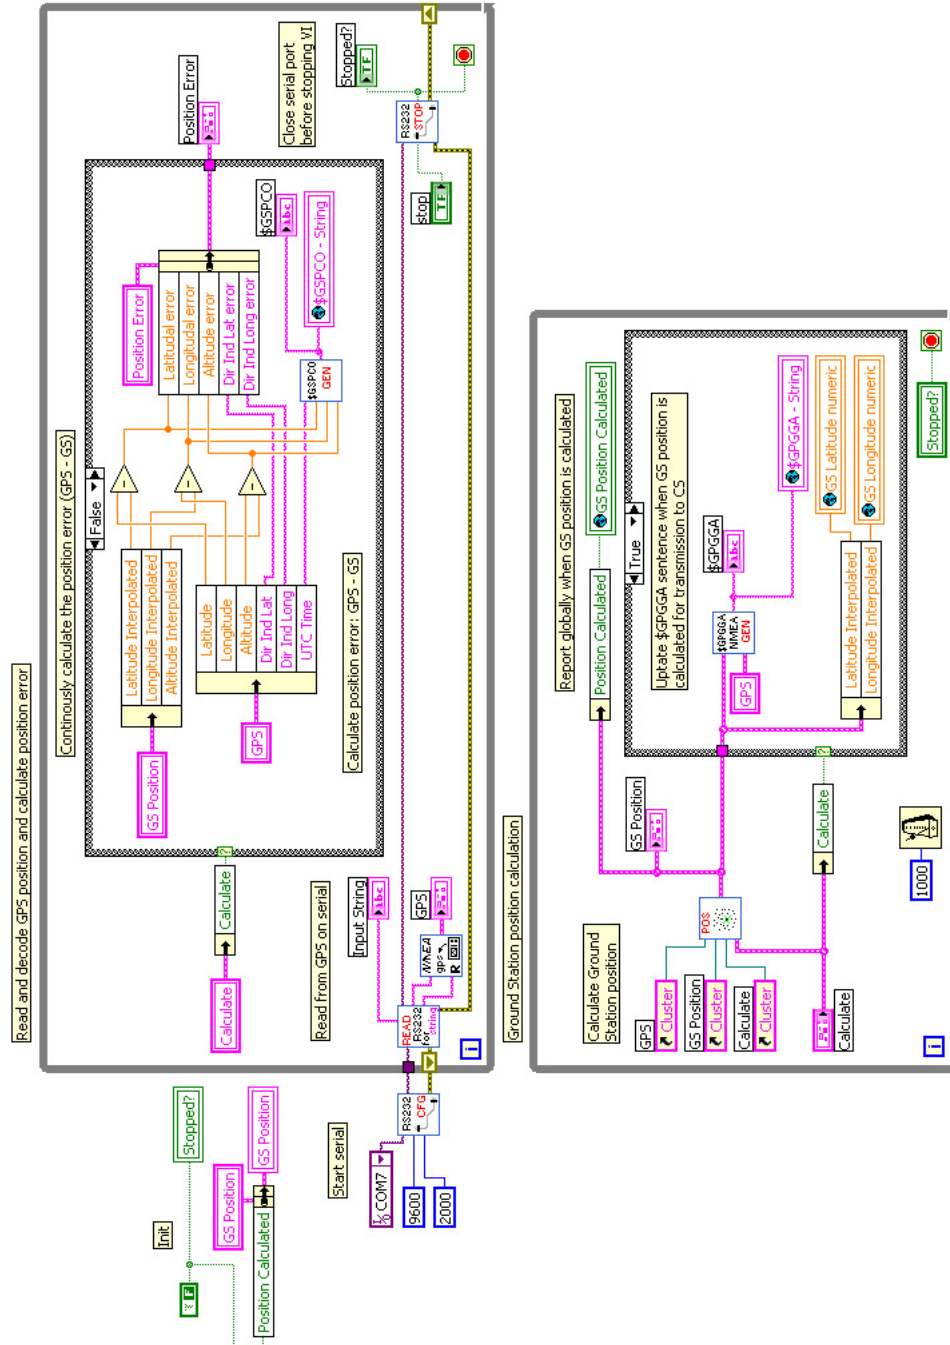 Read and decode GPS position and calculate position error
Init
Stopped?
GS Position
GS Position
Position Calculated
Start serial
COM7
9600
2000
RS232
CFG
Continously calculate the position error (GPS - GS)
False
Calculate
Calculate
GS Position
Latitude Interpolated
Longitude Interpolated
Altitude Interpolated
GPS
Latitude
Longitude
Altitude
Dir Ind Lat
Dir Ind Long
UTC Time
Calculate position error: GPS - GS
Position Error
Latitudal error
Longitudal error
Altitude error
Dir Ind Lat error
Dir Ind Long error
$GSPCO
GEN
$GSPCO
abc
$GSPCO - String
Position Error
Read from GPS on serial
Input String
abc
READ
RS232
for
string
NMEA
GPS
stop
TF
Close serial port
before stopping VI
Stopped?
TF
RS232
STOP
i
Ground Station position calculation
Calculate Ground
Station position
GPS
Cluster
GS Position
Cluster
Calculate
Cluster
Calculate
POS
GS Position
Calculate
1000
i
Report globally when GS position is calculated
Position Calculated
GS Position Calculated
True
Uptate $GPGGA sentence when GS position is
calculated for transmission to CS
GPS
$GPGGA
NMEA
GEN
$GPGGA
abc
$GPGGA - String
Latitude Interpolated
Longitude Interpolated
GS Latitude numeric
GS Longitude numeric
Stopped?